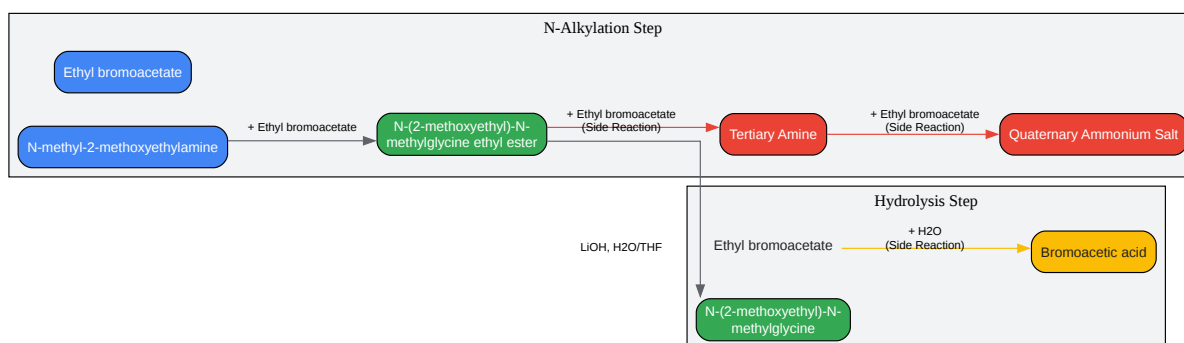 N-Alkylation Step
Ethyl bromoacetate
N-methyl-2-methoxyethylamine
+ Ethyl bromoacetate
N-(2-methoxyethyl)-N-
methylglycine ethyl ester
+ Ethyl bromoacetate
(Side Reaction)
Tertiary Amine
+ Ethyl bromoacetate
(Side Reaction)
Quaternary Ammonium Salt
Hydrolysis Step
LiOH, H2O/THF
Ethyl bromoacetate
+ H2O
(Side Reaction)
Bromoacetic acid
N-(2-methoxyethyl)-N-
methylglycine